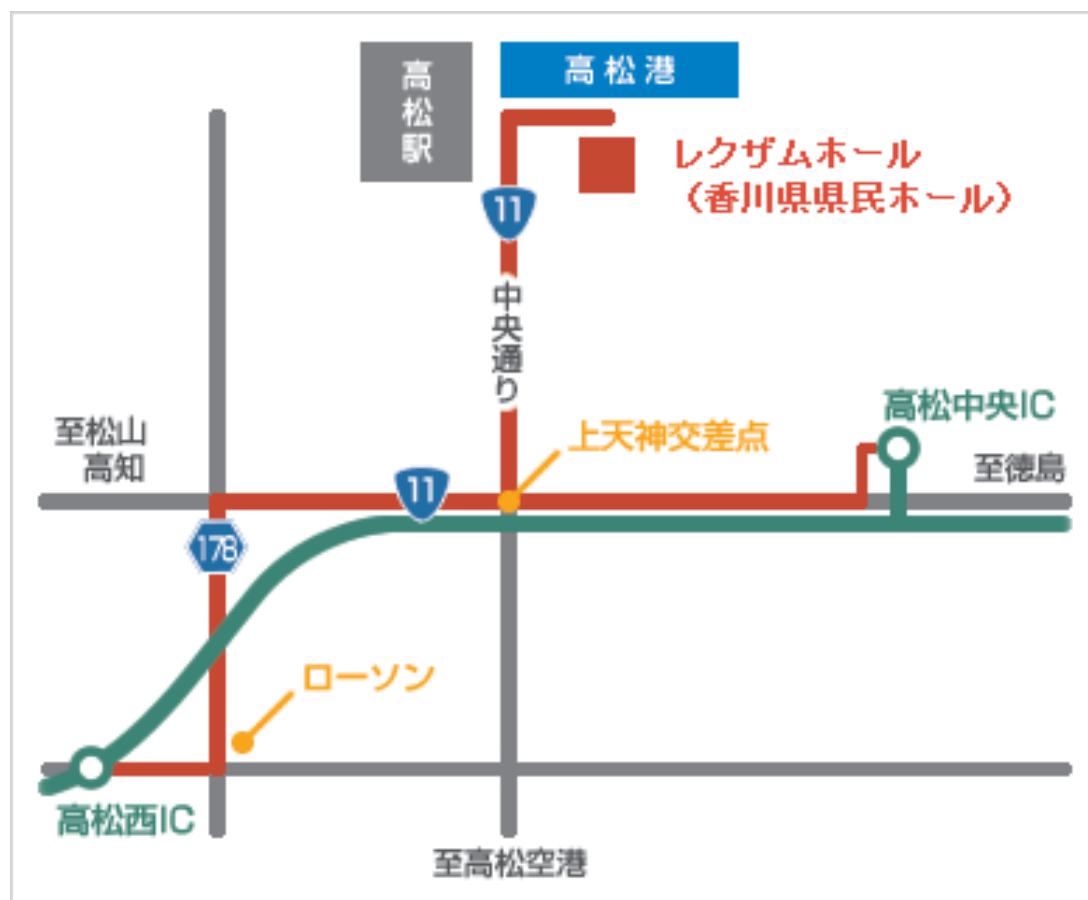 高松駅
高松港
レクザムホール
（香川県県民ホール）
11
中央通り
高松中央IC
至松山
高知
上天神交差点
至徳島
11
178
ローソン
高松西IC
至高松空港